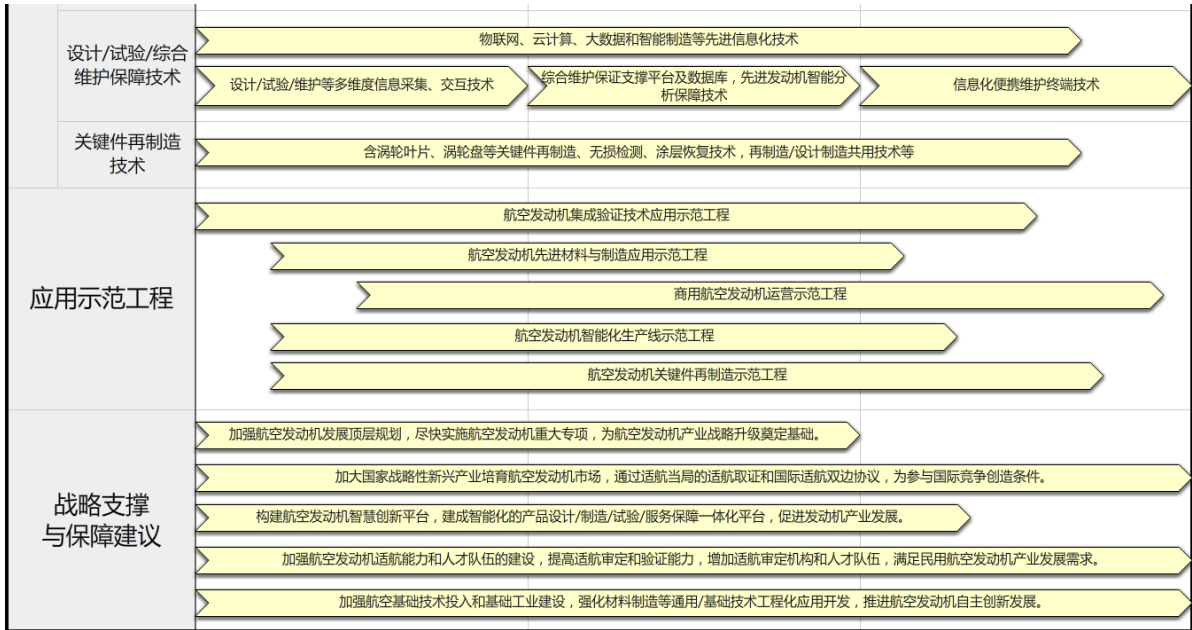 设计/试验/综合
维护保障技术
物联网、云计算、大数据和智能制造等先进信息化技术
设计/试验/维护等多维度信息采集、交互技术
综合维护保证支撑平台及数据库，先进发动机智能分
析保障技术
信息化便携维护终端技术
关键件再制造
技术
含涡轮叶片、涡轮盘等关键件再制造、无损检测、涂层恢复技术，再制造/设计制造共用技术等
应用示范工程
航空发动机集成验证技术应用示范工程
航空发动机先进材料与制造应用示范工程
商用航空发动机运营示范工程
航空发动机智能化生产线示范工程
航空发动机关键件再制造示范工程
战略支撑
与保障建议
加强航空发动机发展顶层规划，尽快实施航空发动机重大专项，为航空发动机产业战略升级奠定基础。
加大国家战略性新兴产业培育航空发动机市场，通过适航当局的适航取证和国际适航双边协议，为参与国际竞争创造条件。
构建航空发动机智慧创新平台，建成智能化的产品设计/制造/试验/服务保障一体化平台，促进发动机产业发展。
加强航空发动机适航能力和人才队伍的建设，提高适航审定和验证能力，增加适航审定机构和人才队伍，满足民用航空发动机产业发展需求。
加强航空基础技术投入和基础工业建设，强化材料制造等通用/基础技术工程化应用开发，推进航空发动机自主创新发展。